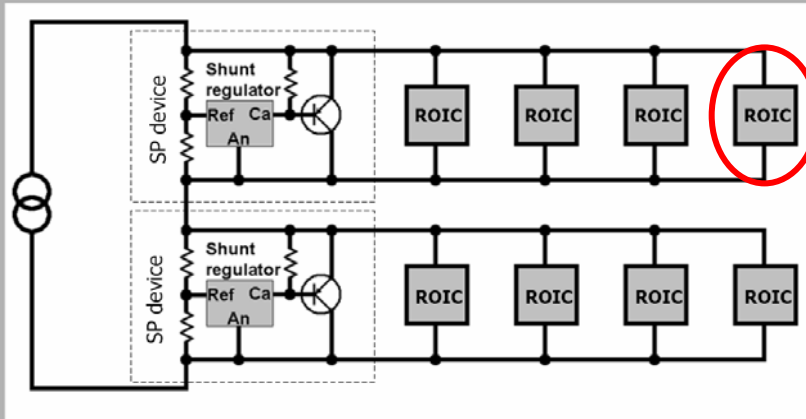 SP device
Shunt
regulator
Ref Ca
An
ROIC ROIC ROIC ROIC
SP device
Shunt
regulator
Ref Ca
An
ROIC ROIC ROIC ROIC